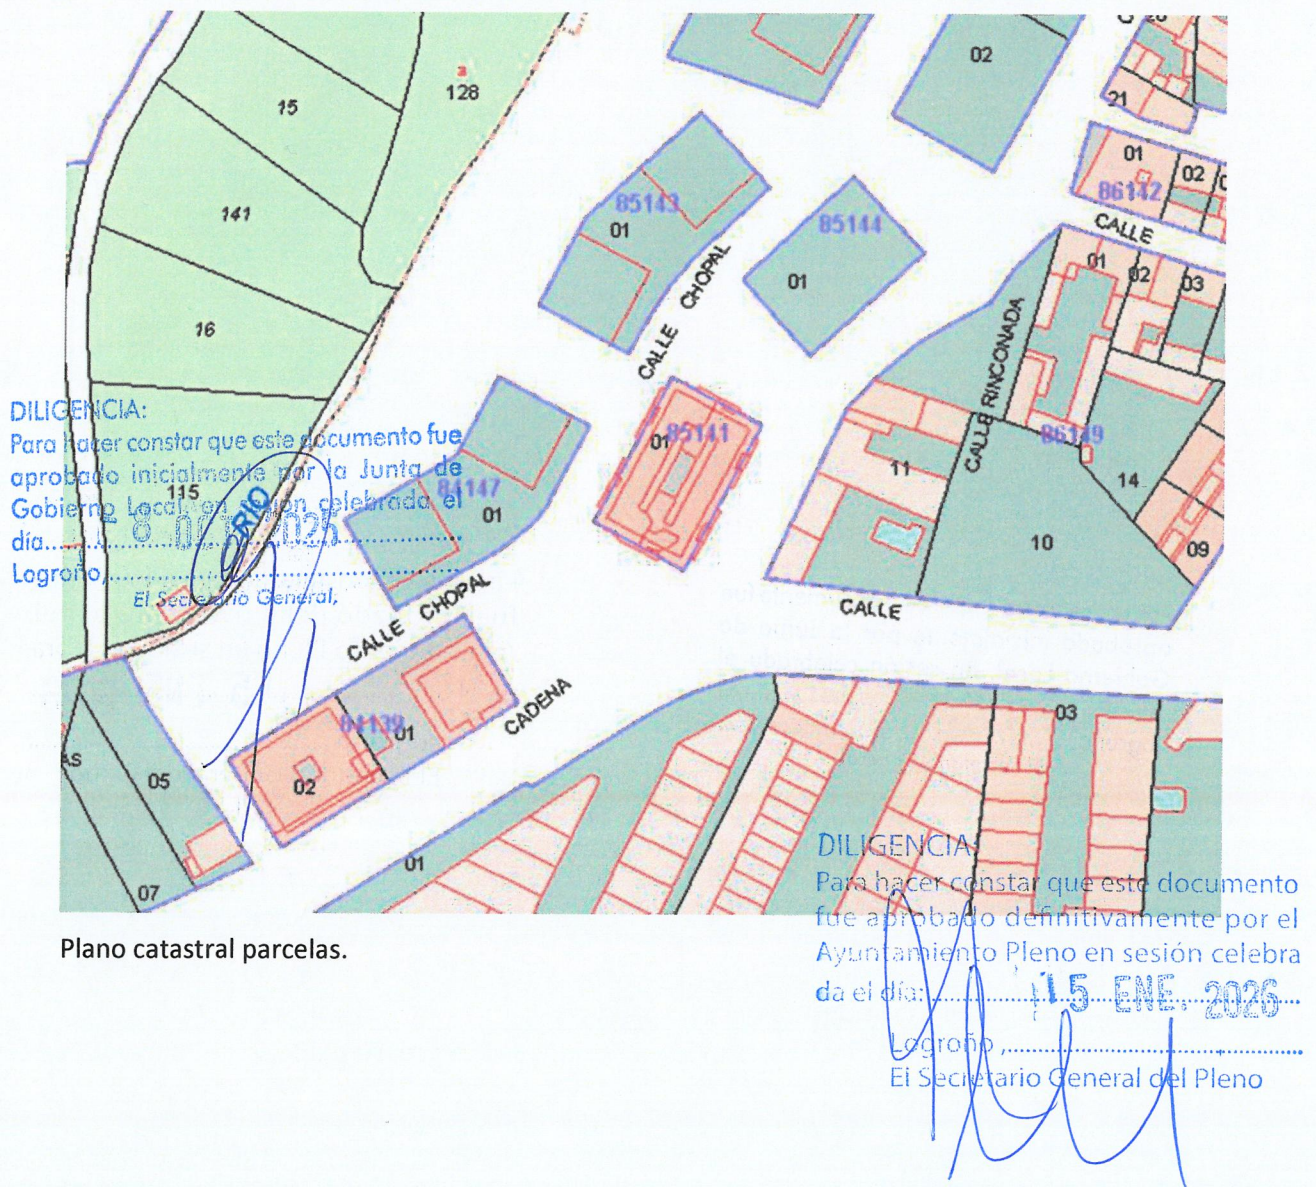 02
15
128
141
16
115
85143
01
CALLE CHOPAL
85144
01
21
01
02
86142
CALLE
01
02
03
CALLE RINCONADA
86149
14
11
10
09
CALLE
01
85141
84147
01
RIO
CALLE CHOPAL
CADENA
84139
01
02
05
07
AS
01
03
DILIGENCIA:
Para hacer constar que este documento fue
aprobado inicialmente por la Junta de
Gobierno Local, en sesión celebrada el
día 8 OCT 2025
Logroño,
El Secretario General,
Plano catastral parcelas.
DILIGENCIA:
Para hacer constar que este documento
fue aprobado definitivamente por el
Ayuntamiento Pleno en sesión celebra
da el día: 15 ENE. 2026
Logroño,
El Secretario General del Pleno